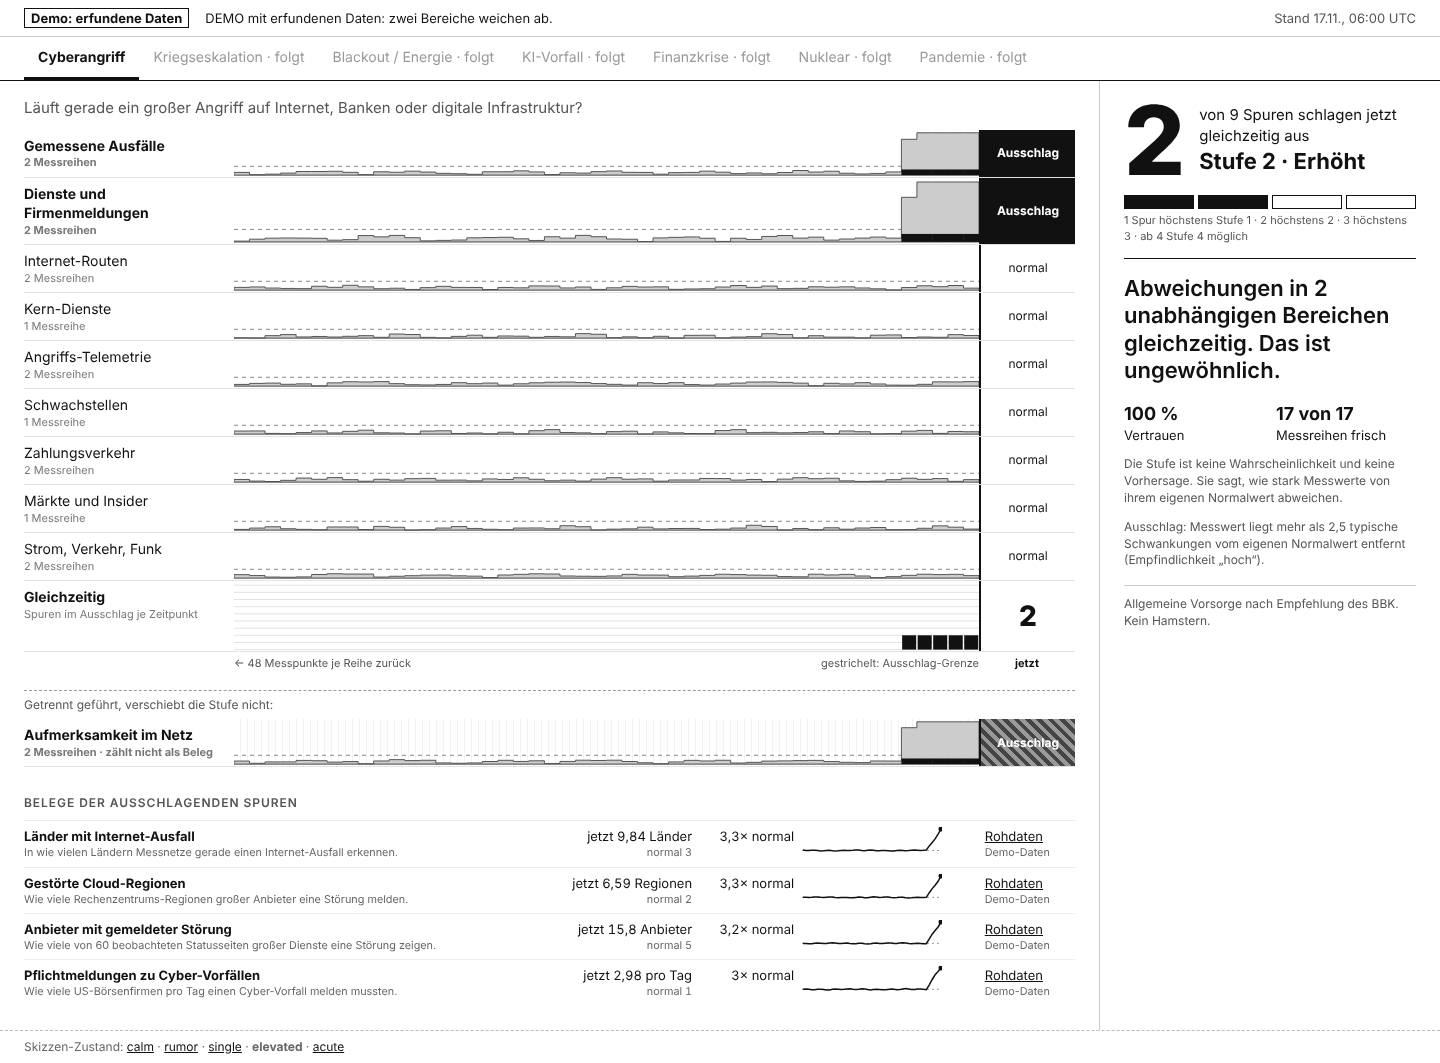 Demo: erfundene Daten DEMO mit erfundenen Daten: zwei Bereiche weichen ab. Stand 17.11., 06:00 UTC
Cyberangriff Kriegseskalation · folgt Blackout / Energie · folgt KI-Vorfall · folgt Finanzkrise · folgt Nuklear · folgt Pandemie · folgt
Läuft gerade ein großer Angriff auf Internet, Banken oder digitale Infrastruktur?
Gemessene Ausfälle
2 Messreihen
Ausschlag
Dienste und
Firmenmeldungen
2 Messreihen
Ausschlag
Internet-Routen
2 Messreihen
normal
Kern-Dienste
1 Messreihe
normal
Angriffs-Telemetrie
2 Messreihen
normal
Schwachstellen
1 Messreihe
normal
Zahlungsverkehr
2 Messreihen
normal
Märkte und Insider
1 Messreihe
normal
Strom, Verkehr, Funk
2 Messreihen
normal
Gleichzeitig
Spuren im Ausschlag je Zeitpunkt
2
← 48 Messpunkte je Reihe zurück gestrichelt: Ausschlag-Grenze jetzt
Getrennt geführt, verschiebt die Stufe nicht:
Aufmerksamkeit im Netz
2 Messreihen · zählt nicht als Beleg
Ausschlag
BELEGE DER AUSSCHLAGENDEN SPUREN
Länder mit Internet-Ausfall jetzt 9,84 Länder 3,3× normal Rohdaten
In wie vielen Ländern Messnetze gerade einen Internet-Ausfall erkennen. normal 3 Demo-Daten
Gestörte Cloud-Regionen jetzt 6,59 Regionen 3,3× normal Rohdaten
Wie viele Rechenzentrums-Regionen großer Anbieter eine Störung melden. normal 2 Demo-Daten
Anbieter mit gemeldeter Störung jetzt 15,8 Anbieter 3,2× normal Rohdaten
Wie viele von 60 beobachteten Statusseiten großer Dienste eine Störung zeigen. normal 5 Demo-Daten
Pflichtmeldungen zu Cyber-Vorfällen jetzt 2,98 pro Tag 3× normal Rohdaten
Wie viele US-Börsenfirmen pro Tag einen Cyber-Vorfall melden mussten. normal 1 Demo-Daten
2
von 9 Spuren schlagen jetzt
gleichzeitig aus
Stufe 2 · Erhöht
1 Spur höchstens Stufe 1 · 2 höchstens 2 · 3 höchstens
3 · ab 4 Stufe 4 möglich
Abweichungen in 2
unabhängigen Bereichen
gleichzeitig. Das ist
ungewöhnlich.
100 % 17 von 17
Vertrauen Messreihen frisch
Die Stufe ist keine Wahrscheinlichkeit und keine
Vorhersage. Sie sagt, wie stark Messwerte von
ihrem eigenen Normalwert abweichen.
Ausschlag: Messwert liegt mehr als 2,5 typische
Schwankungen vom eigenen Normalwert entfernt
(Empfindlichkeit „hoch“).
Allgemeine Vorsorge nach Empfehlung des BBK.
Kein Hamstern.
Skizzen-Zustand: calm · rumor · single · elevated · acute